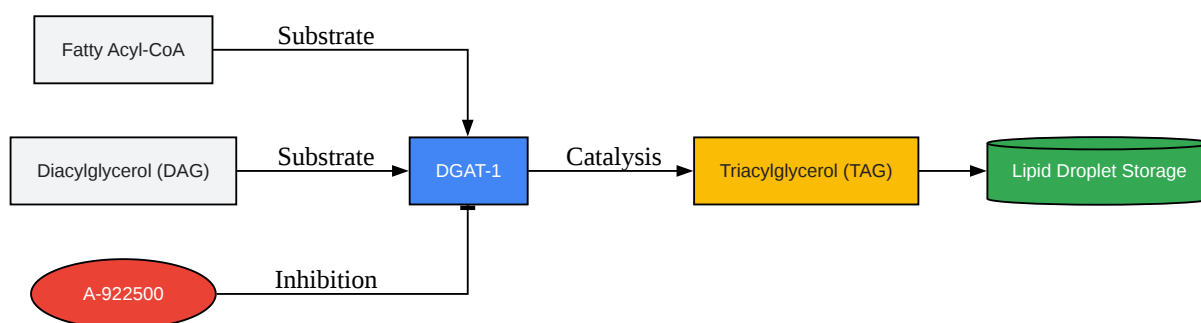 Fatty Acyl-CoA
Substrate
Diacylglycerol (DAG)
Substrate
DGAT-1
Catalysis
Triacylglycerol (TAG)
Lipid Droplet Storage
A-922500
Inhibition